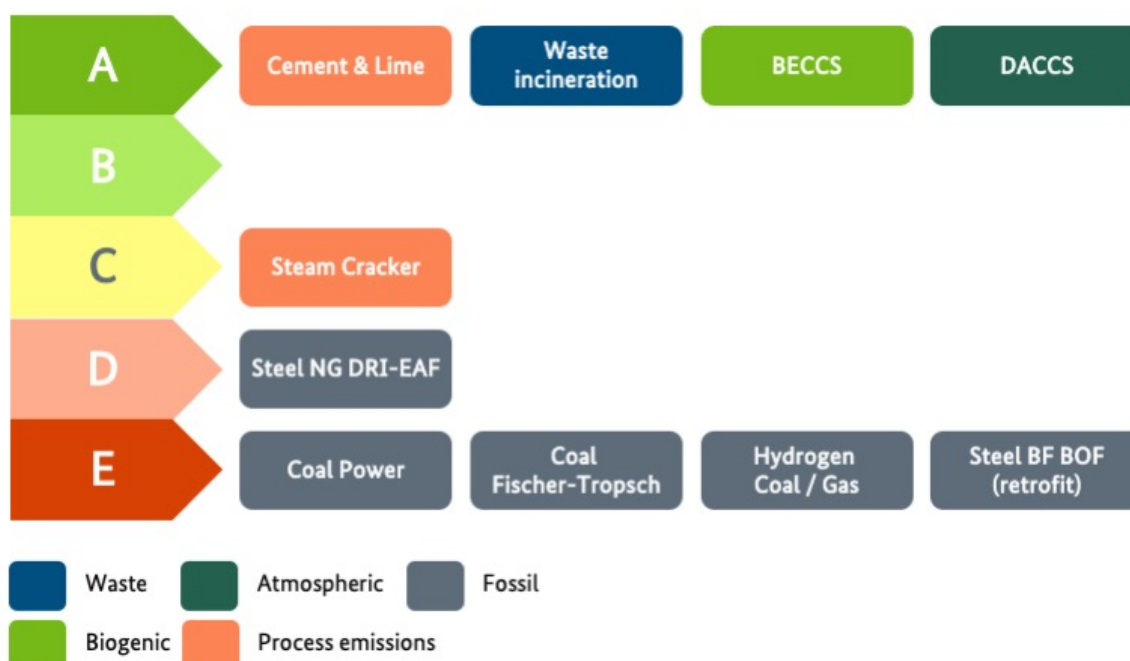 A
Cement & Lime
Waste
incineration
BECCS
DACCS
B
C
Steam Cracker
D
Steel NG DRI-EAF
E
Coal Power
Coal
Fischer-Tropsch
Hydrogen
Coal / Gas
Steel BF BOF
(retrofit)
Waste
Atmospheric
Fossil
Biogenic
Process emissions